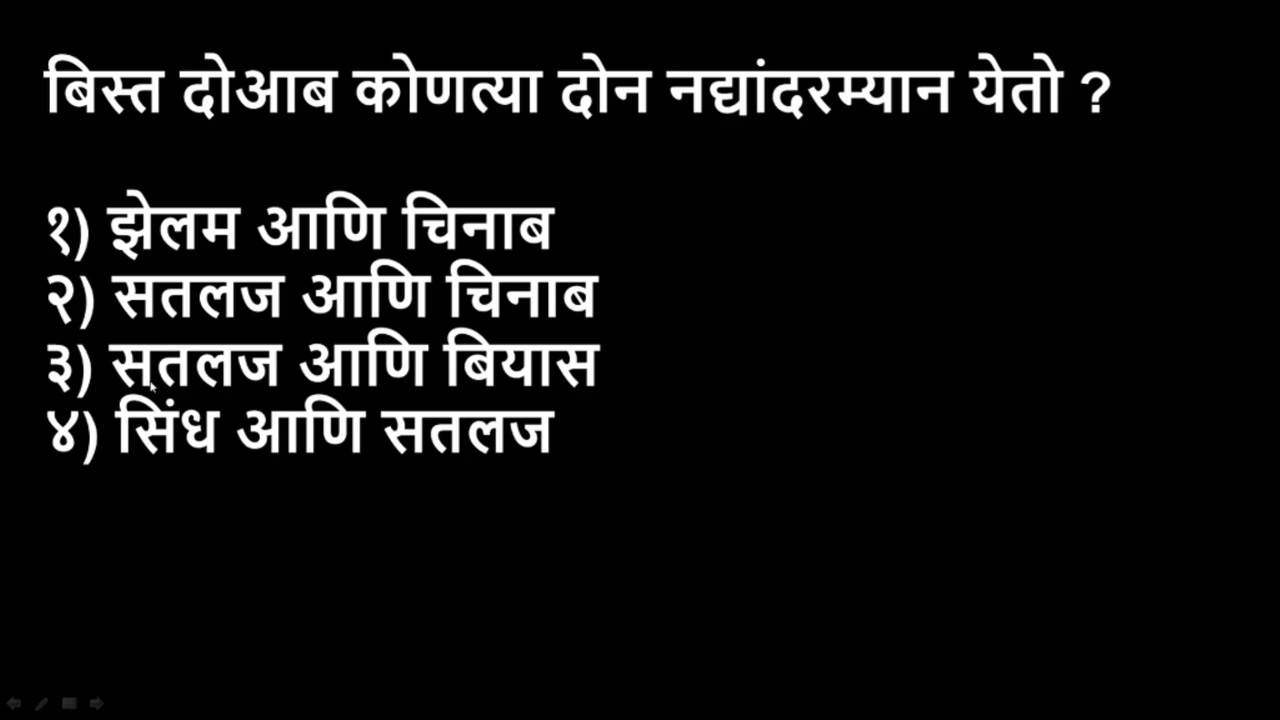 बिस्त दोआब कोणत्या दोन नद्यांदरम्यान येतो ?
१) झेलम आणि चिनाब
२) सतलज आणि चिनाब
३) सतलज आणि बियास
४) सिंध आणि सतलज